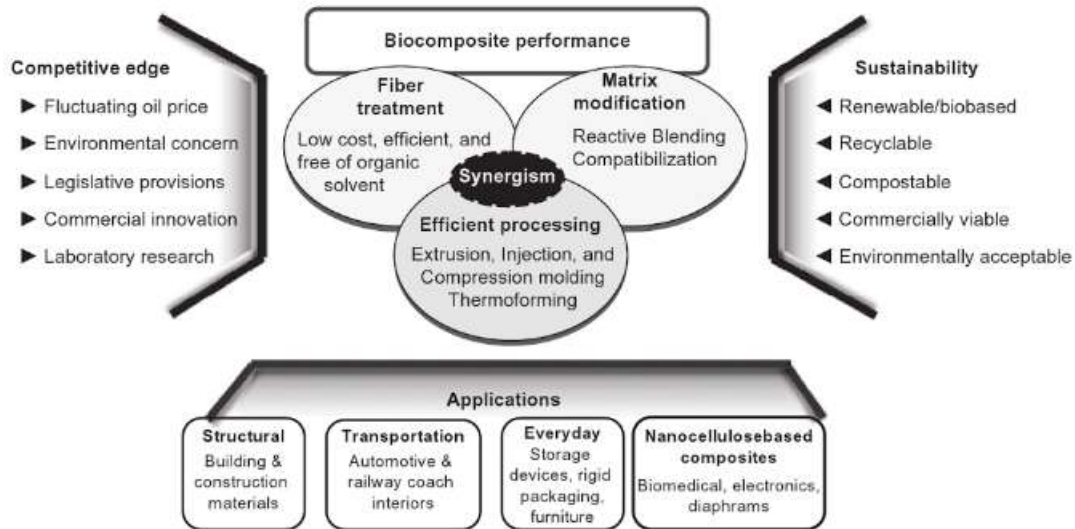 Biocomposite performance
Competitive edge
▶ Fluctuating oil price
▶ Environmental concern
▶ Legislative provisions
▶ Commercial innovation
▶ Laboratory research
Fiber
treatment
Low cost, efficient, and
free of organic
solvent
Matrix
modification
Reactive Blending
Compatibilization
Synergism
Efficient processing
Extrusion, Injection, and
Compression molding
Thermoforming
Sustainability
◀ Renewable/biobased
◀ Recyclable
◀ Compostable
◀ Commercially viable
◀ Environmentally acceptable
Applications
Structural
Building &
construction
materials
Transportation
Automotive &
railway coach
interiors
Everyday
Storage
devices, rigid
packaging,
furniture
Nanocellulosebased
composites
Biomedical, electronics,
diaphrams